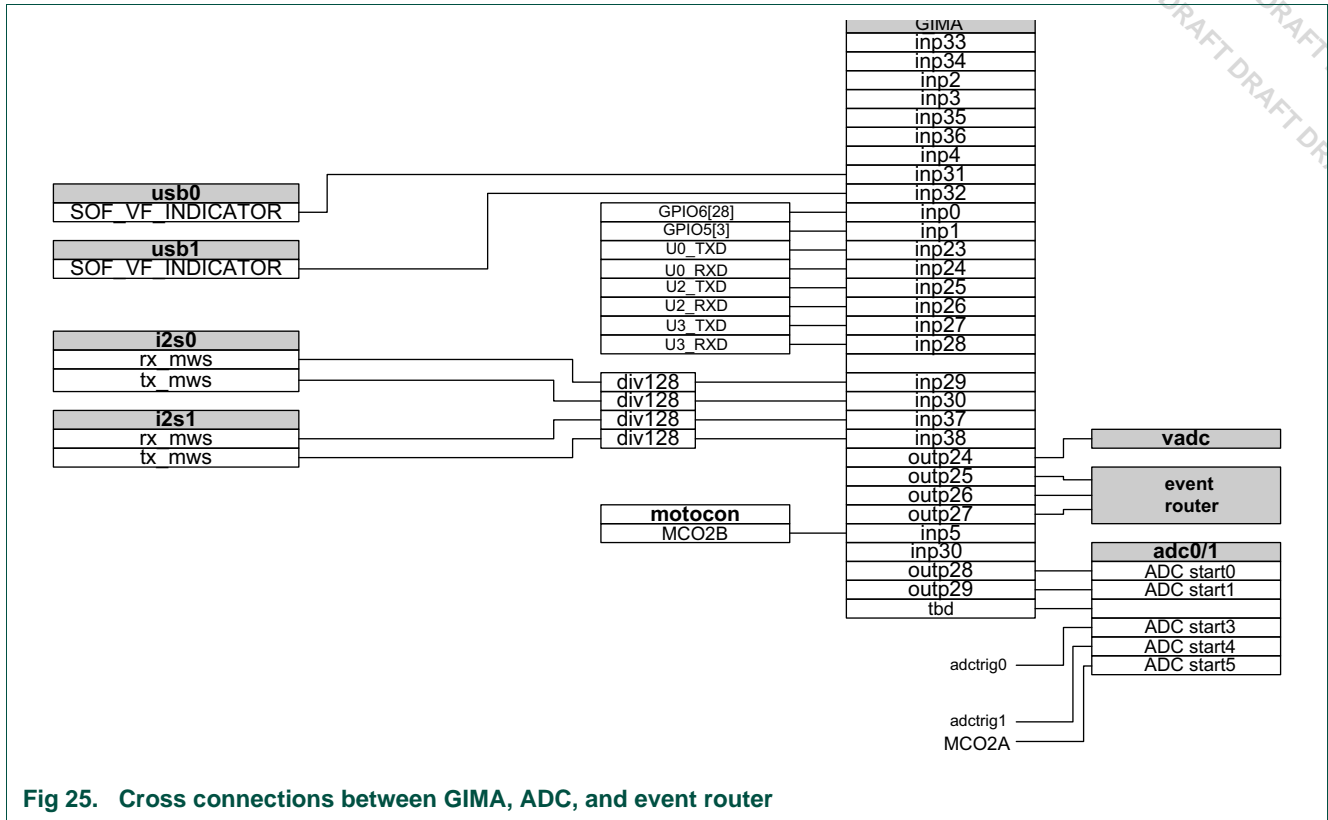 DRAFT DRAFT DR
DRAFT DRAFT DRA
GIMA
inp33
inp34
inp2
inp3
inp35
inp36
inp4
inp31
inp32
inp0
inp1
inp23
inp24
inp25
inp26
inp27
inp28
inp29
inp30
inp37
inp38
outp24
outp25
outp26
outp27
inp5
inp30
outp28
outp29
tbd
usb0
SOF_VF_INDICATOR
usb1
SOF_VF_INDICATOR
GPIO6[28]
GPIO5[3]
U0_TXD
U0_RXD
U2_TXD
U2_RXD
U3_TXD
U3_RXD
i2s0
rx_mws
tx_mws
i2s1
rx_mws
tx_mws
div128
div128
div128
div128
motocon
MCO2B
vadc
event
router
adc0/1
ADC start0
ADC start1
ADC start3
ADC start4
ADC start5
adctrig0
adctrig1
MCO2A
Fig 25. Cross connections between GIMA, ADC, and event router